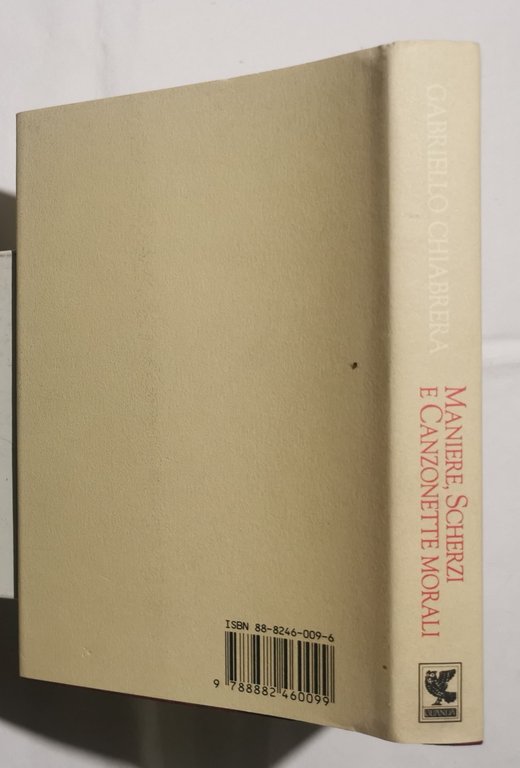 GABRIELLO CHIABRERA
MANIERE, SCHERZI
E CANZONETTE MORALI
GUANDA
ISBN 88-8246-009-6
9 788882 460099